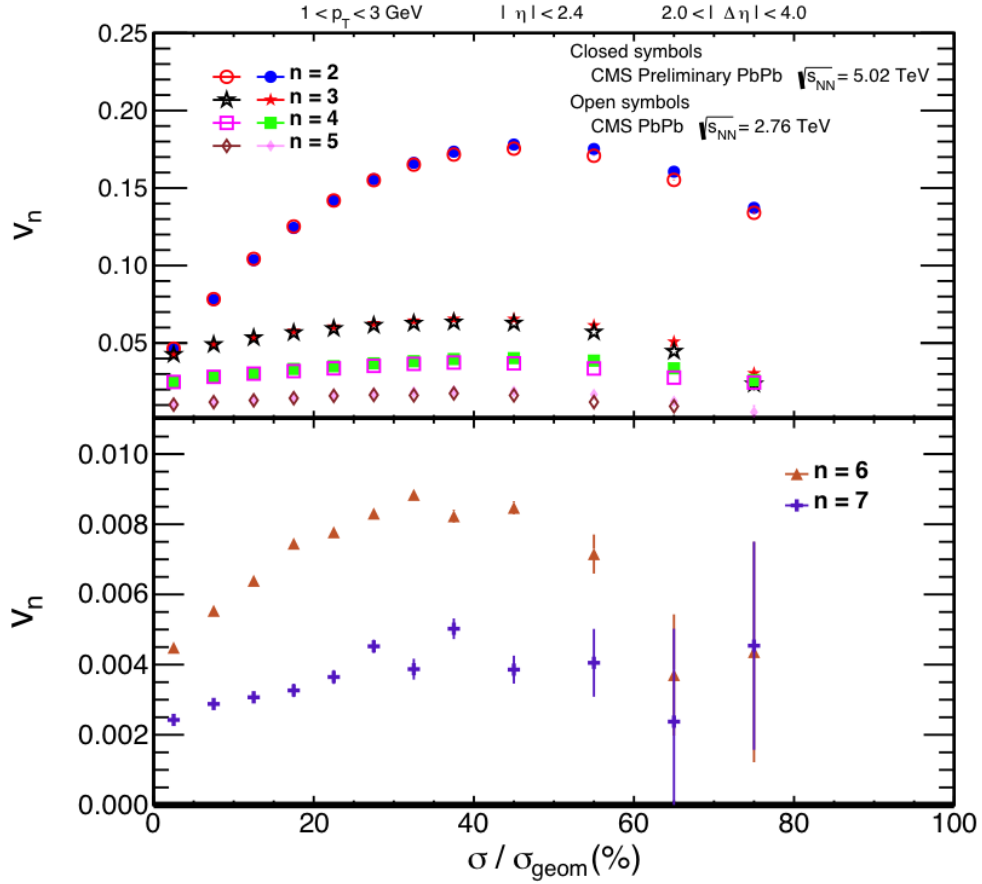 1 < p_T < 3 GeV | η | < 2.4 2.0 < | Δη | < 4.0
0.25
0.20
0.15
0.10
0.05
v_n
n = 2
n = 3
n = 4
n = 5
Closed symbols
CMS Preliminary PbPb √s_NN = 5.02 TeV
Open symbols
CMS PbPb √s_NN = 2.76 TeV
0.010
0.008
0.006
0.004
0.002
0.000
v_n
n = 6
n = 7
0 20 40 60 80 100
σ / σ_geom (%)